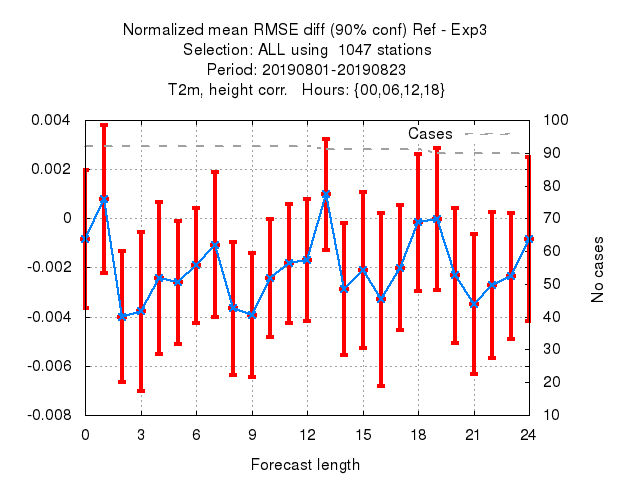 Normalized mean RMSE diff (90% conf) Ref - Exp3
Selection: ALL using  1047 stations
Period: 20190801-20190823
T2m, height corr.   Hours: {00,06,12,18}
Cases
0.004
0.002
0
-0.002
-0.004
-0.006
-0.008
100
90
80
70
60
50
40
30
20
10
No cases
0 3 6 9 12 15 18 21 24
Forecast length